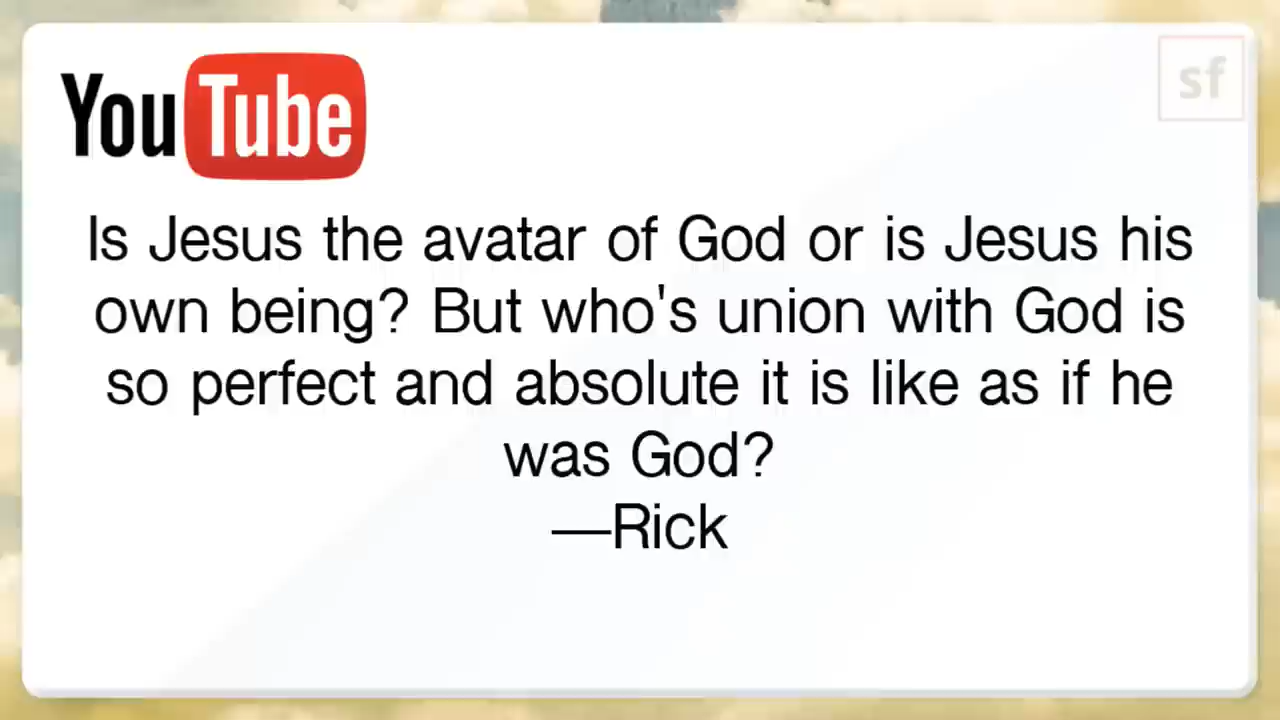 YouTube
sf
Is Jesus the avatar of God or is Jesus his
own being? But who's union with God is
so perfect and absolute it is like as if he
was God?
—Rick